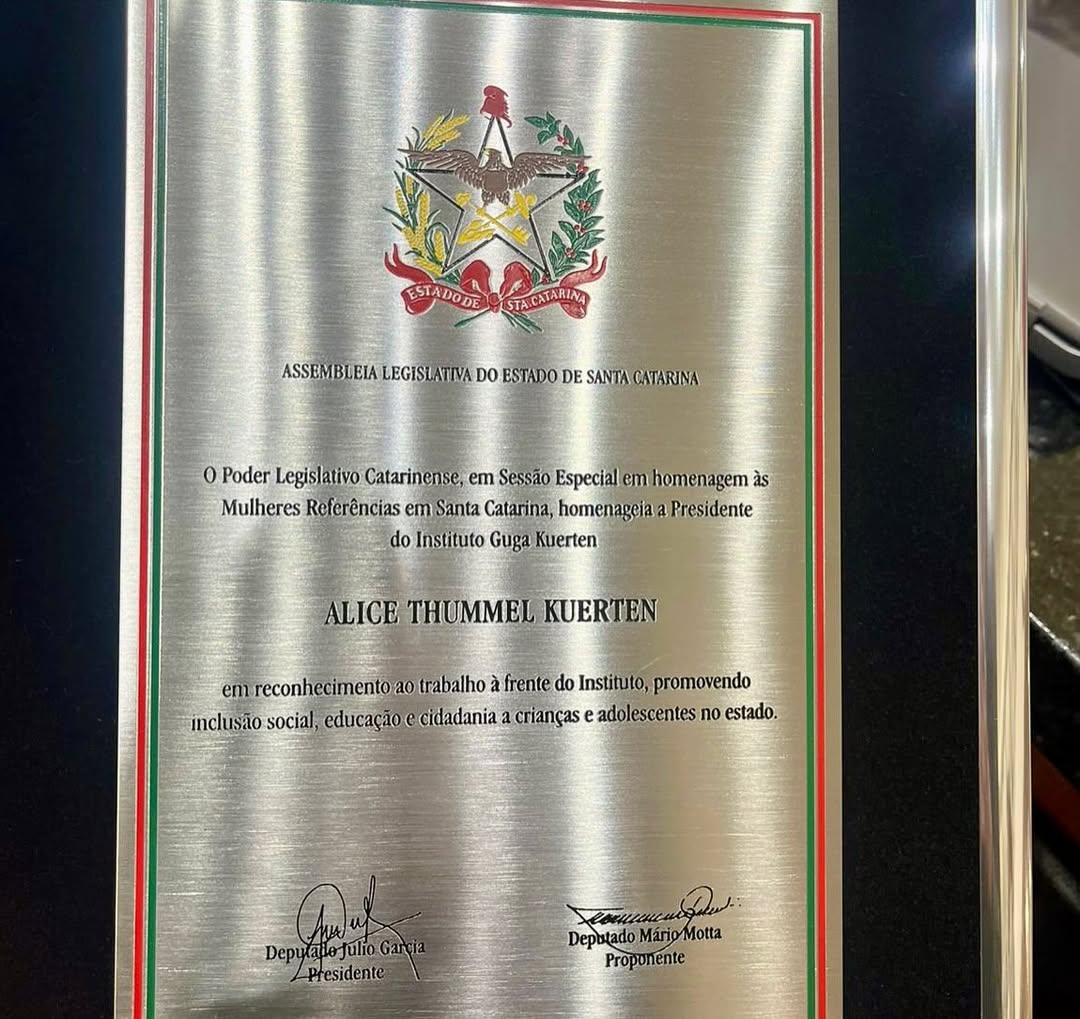 ESTADO DE STA.CATARINA
ASSEMBLEIA LEGISLATIVA DO ESTADO DE SANTA CATARINA
O Poder Legislativo Catarinense, em Sessão Especial em homenagem às
Mulheres Referências em Santa Catarina, homenageia a Presidente
do Instituto Guga Kuerten
ALICE THUMMEL KUERTEN
em reconhecimento ao trabalho à frente do Instituto, promovendo
inclusão social, educação e cidadania a crianças e adolescentes no estado.
Deputado Julio Garcia
Presidente
Deputado Mário Motta
Proponente